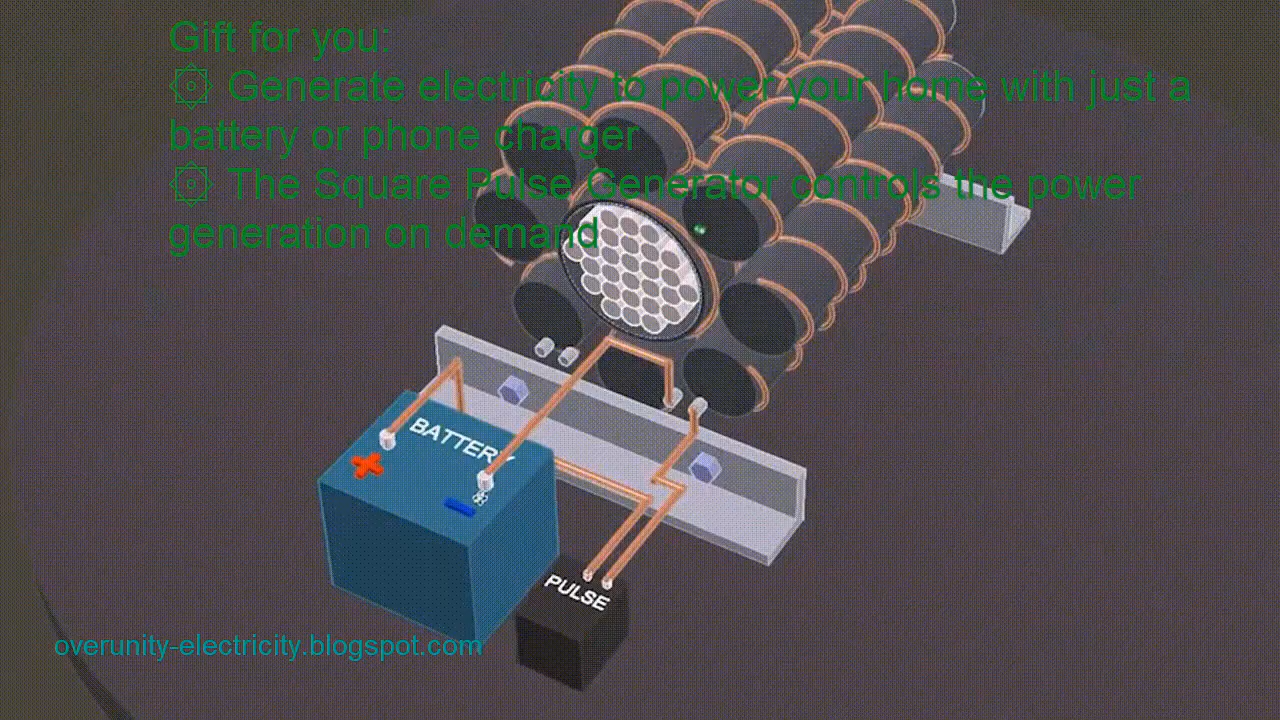 Gift for you:
۞ Generate electricity to power your home with just a
battery or phone charger
۞ The Square Pulse Generator controls the power
generation on demand
BATTERY
PULSE
overunity-electricity.blogspot.com